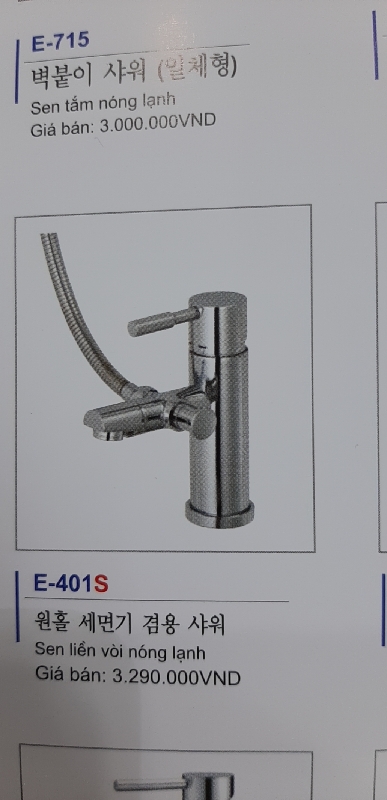 E-715
벽붙이 샤워 (일체형)
Sen tắm nóng lạnh
Giá bán: 3.000.000VND
E-401S
원홀 세면기 겸용 샤워
Sen liền vòi nóng lạnh
Giá bán: 3.290.000VND